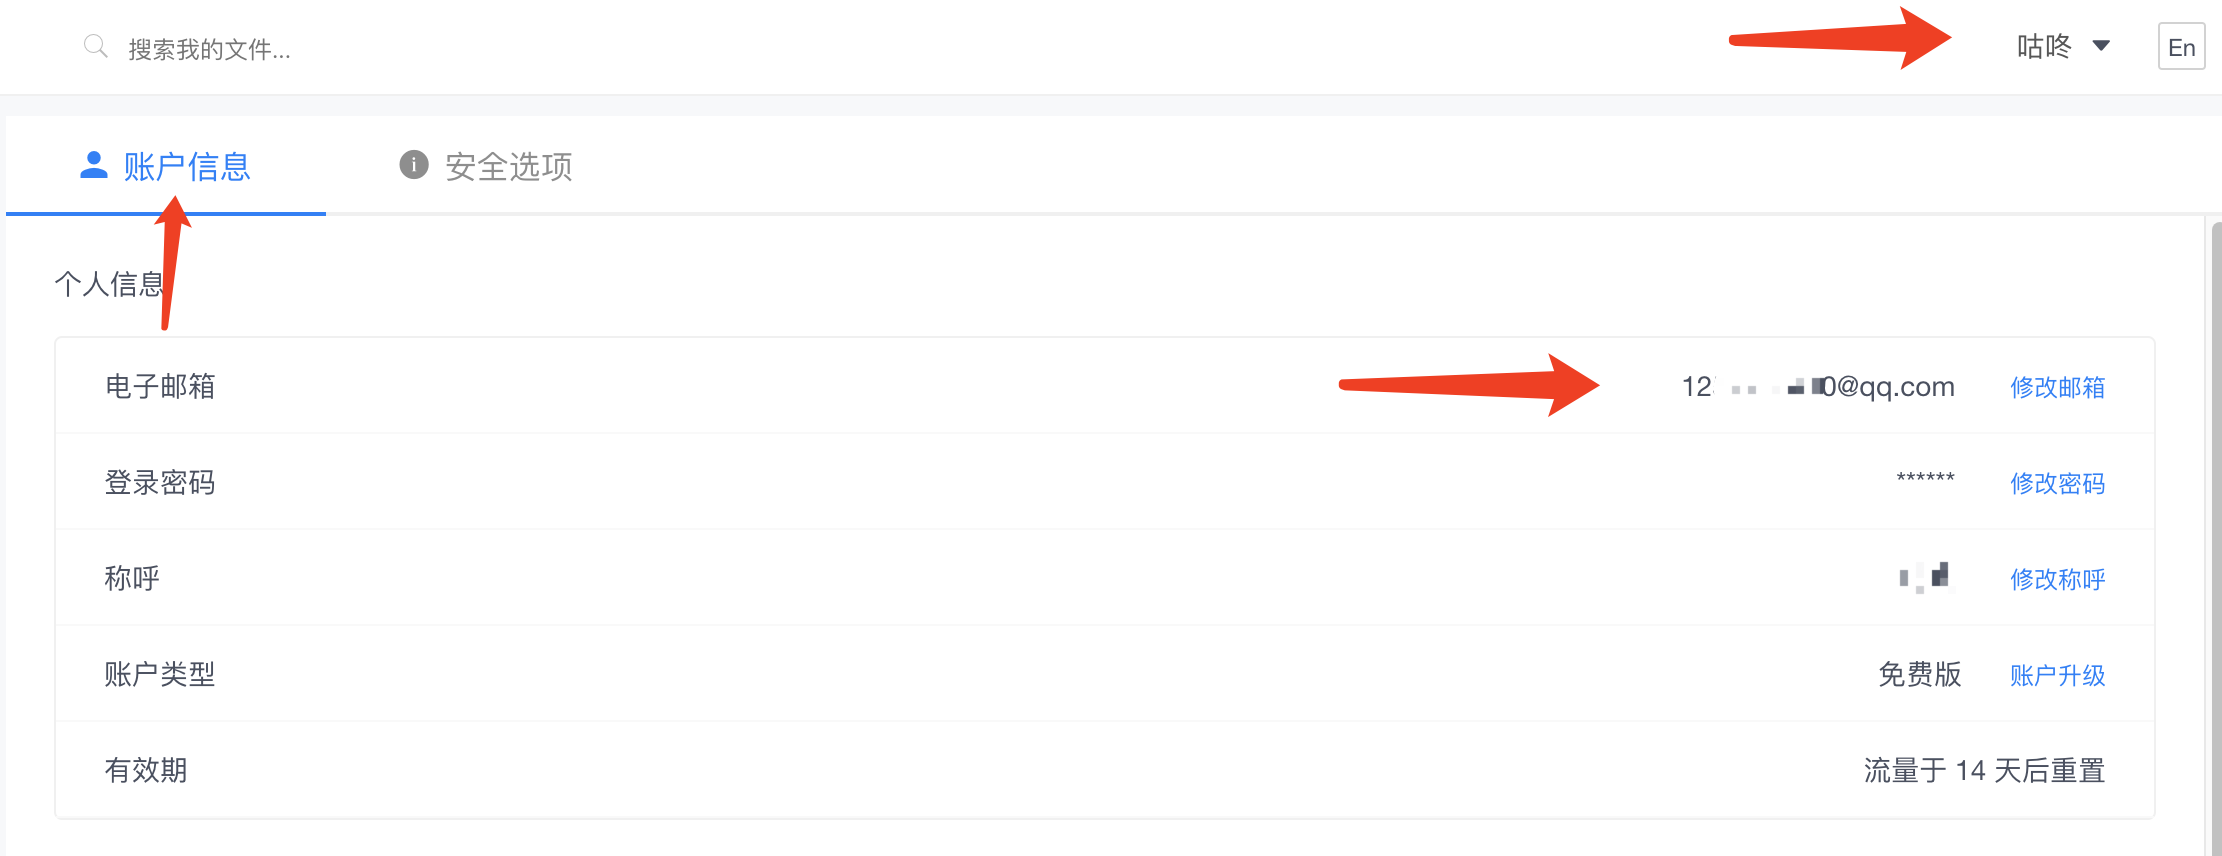 搜索我的文件...
咕咚
En
账户信息
安全选项
个人信息
电子邮箱
12 0@qq.com 修改邮箱
登录密码
****** 修改密码
称呼
修改称呼
账户类型
免费版 账户升级
有效期
流量于 14 天后重置